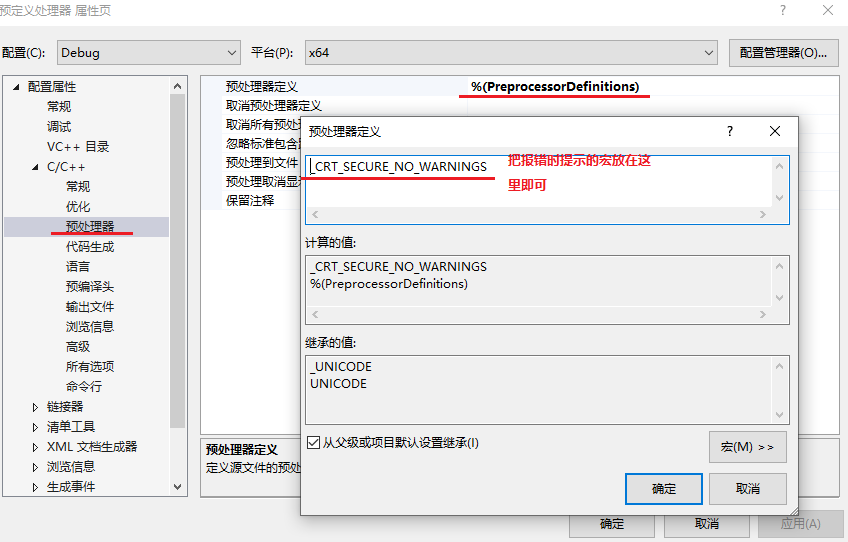 预定义处理器 属性页
配置(C):
Debug
平台(P):
x64
配置管理器(O)...
配置属性
常规
调试
VC++ 目录
C/C++
常规
优化
预处理器
代码生成
语言
预编译头
输出文件
浏览信息
高级
所有选项
命令行
链接器
清单工具
XML 文档生成器
浏览信息
生成事件
预处理器定义
%(PreprocessorDefinitions)
取消预处理器定义
取消所有预处
忽略标准包含
预处理到文件
预处理取消显
保留注释
预处理器定义
定义源文件的预处
预处理器定义
_CRT_SECURE_NO_WARNINGS
把报错时提示的宏放在这
里即可
计算的值:
_CRT_SECURE_NO_WARNINGS
%(PreprocessorDefinitions)
继承的值:
_UNICODE
UNICODE
从父级或项目默认设置继承(I)
宏(M) >>
确定
取消
确定
取消
应用(A)